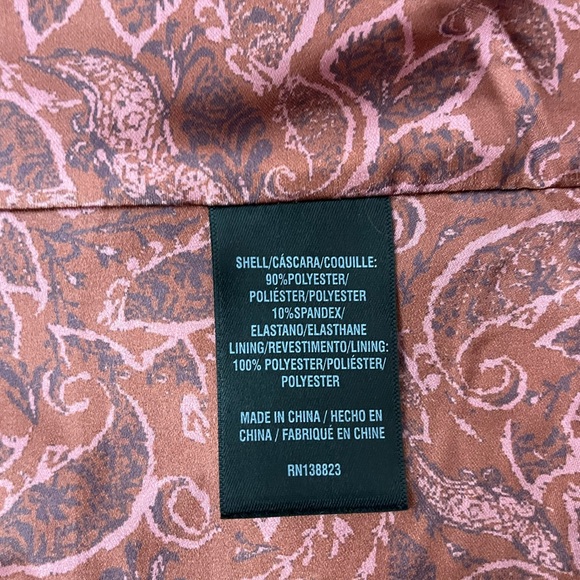 SHELL/CÁSCARA/COQUILLE:
90%POLYESTER/
POLIÉSTER/POLYESTER
10%SPANDEX/
ELASTANO/ELASTHANE
LINING/REVESTIMENTO/LINING:
100% POLYESTER/POLIÉSTER/
POLYESTER
MADE IN CHINA / HECHO EN
CHINA / FABRIQUÉ EN CHINE
RN138823